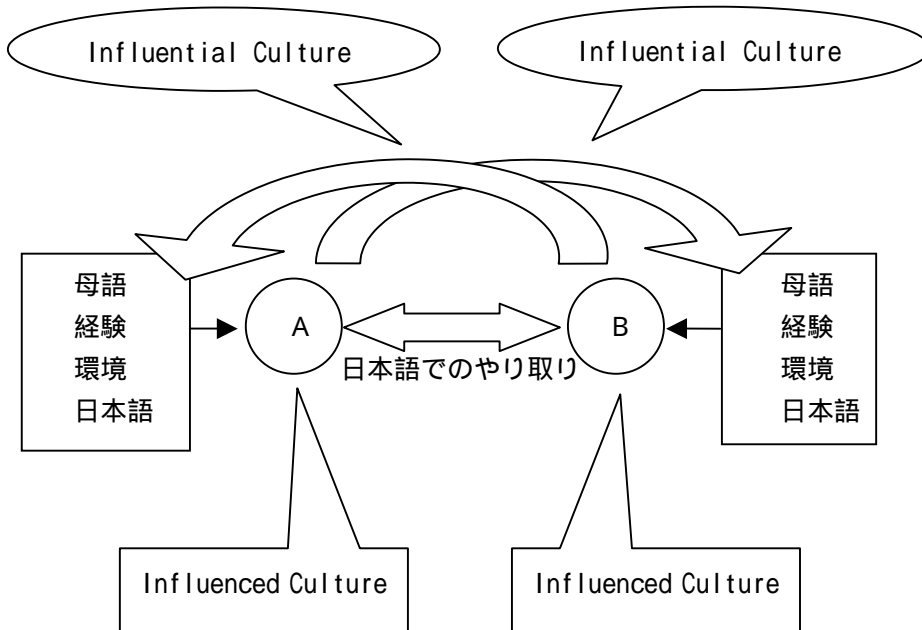 Influential Culture
Influential Culture
母語
経験
環境
日本語
A
日本語でのやり取り
B
母語
経験
環境
日本語
Influenced Culture
Influenced Culture